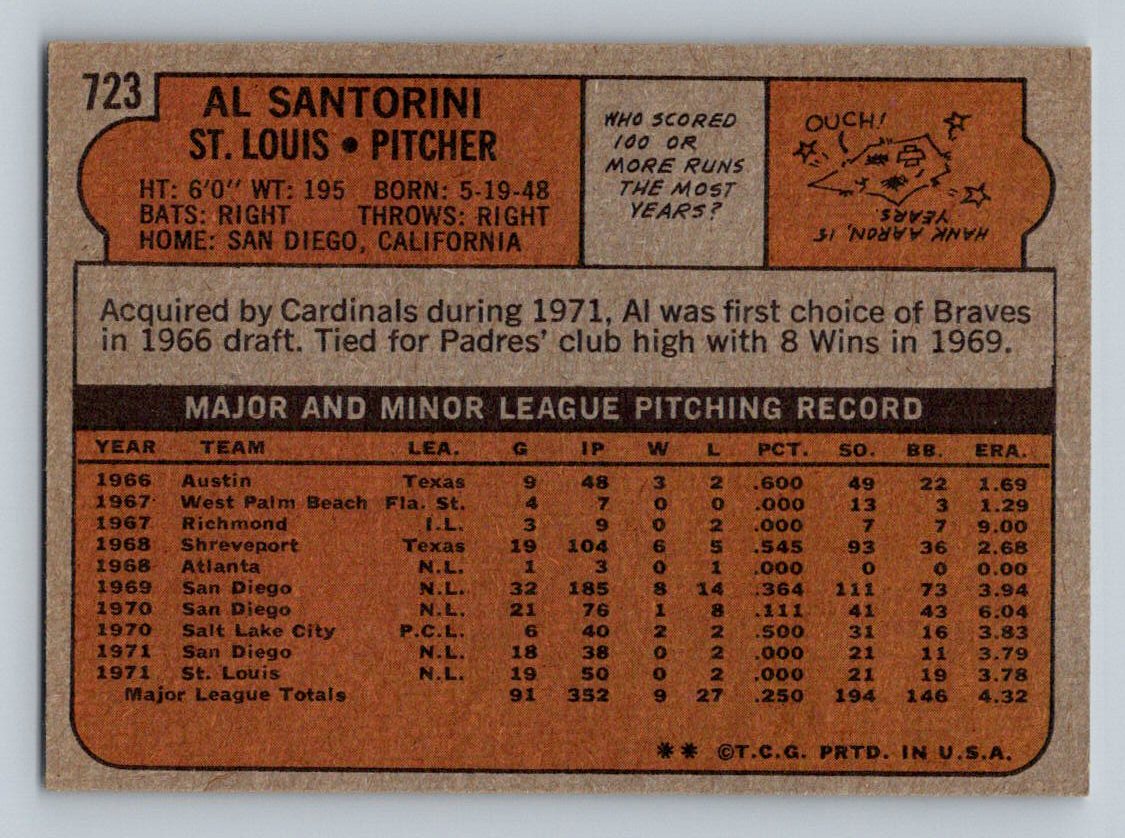 723
AL SANTORINI
ST. LOUIS • PITCHER
HT: 6'0" WT: 195 BORN: 5-19-48
BATS: RIGHT THROWS: RIGHT
HOME: SAN DIEGO, CALIFORNIA
WHO SCORED
100 OR
MORE RUNS
THE MOST
YEARS?
OUCH!
HANK AARON, 15
YEARS
Acquired by Cardinals during 1971, Al was first choice of Braves
in 1966 draft. Tied for Padres' club high with 8 Wins in 1969.
MAJOR AND MINOR LEAGUE PITCHING RECORD
YEAR TEAM LEA. G IP W L PCT. SO. BB. ERA.
1966 Austin Texas 9 48 3 2 .600 49 22 1.69
1967 West Palm Beach Fla. St. 4 7 0 0 .000 13 3 1.29
1967 Richmond I.L. 3 9 0 2 .000 7 7 9.00
1968 Shreveport Texas 19 104 6 5 .545 93 36 2.68
1968 Atlanta N.L. 1 3 0 1 .000 0 0 0.00
1969 San Diego N.L. 32 185 8 14 .364 111 73 3.94
1970 San Diego N.L. 21 76 1 8 .111 41 43 6.04
1970 Salt Lake City P.C.L. 6 40 2 2 .500 31 16 3.83
1971 San Diego N.L. 18 38 0 2 .000 21 11 3.79
1971 St. Louis N.L. 19 50 0 2 .000 21 19 3.78
Major League Totals 91 352 9 27 .250 194 146 4.32
** ©T.C.G. PRTD. IN U.S.A.